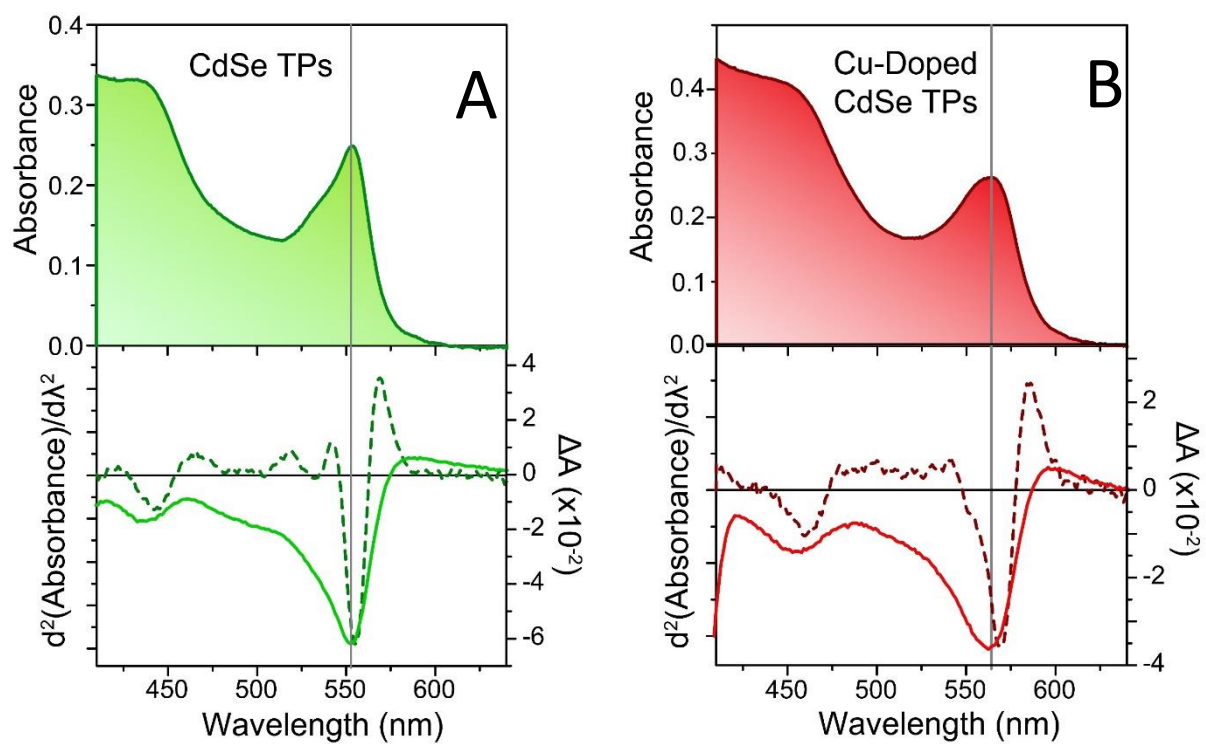 CdSe TPs
A
Absorbance
0.4
0.3
0.2
0.1
0.0
d²(Absorbance)/dλ²
4
2
0
-2
-4
-6
ΔA (x10⁻²)
450 500 550 600
Wavelength (nm)
Cu-Doped
CdSe TPs
B
Absorbance
0.4
0.3
0.2
0.1
0.0
d²(Absorbance)/dλ²
2
0
-2
-4
ΔA (x10⁻²)
450 500 550 600
Wavelength (nm)